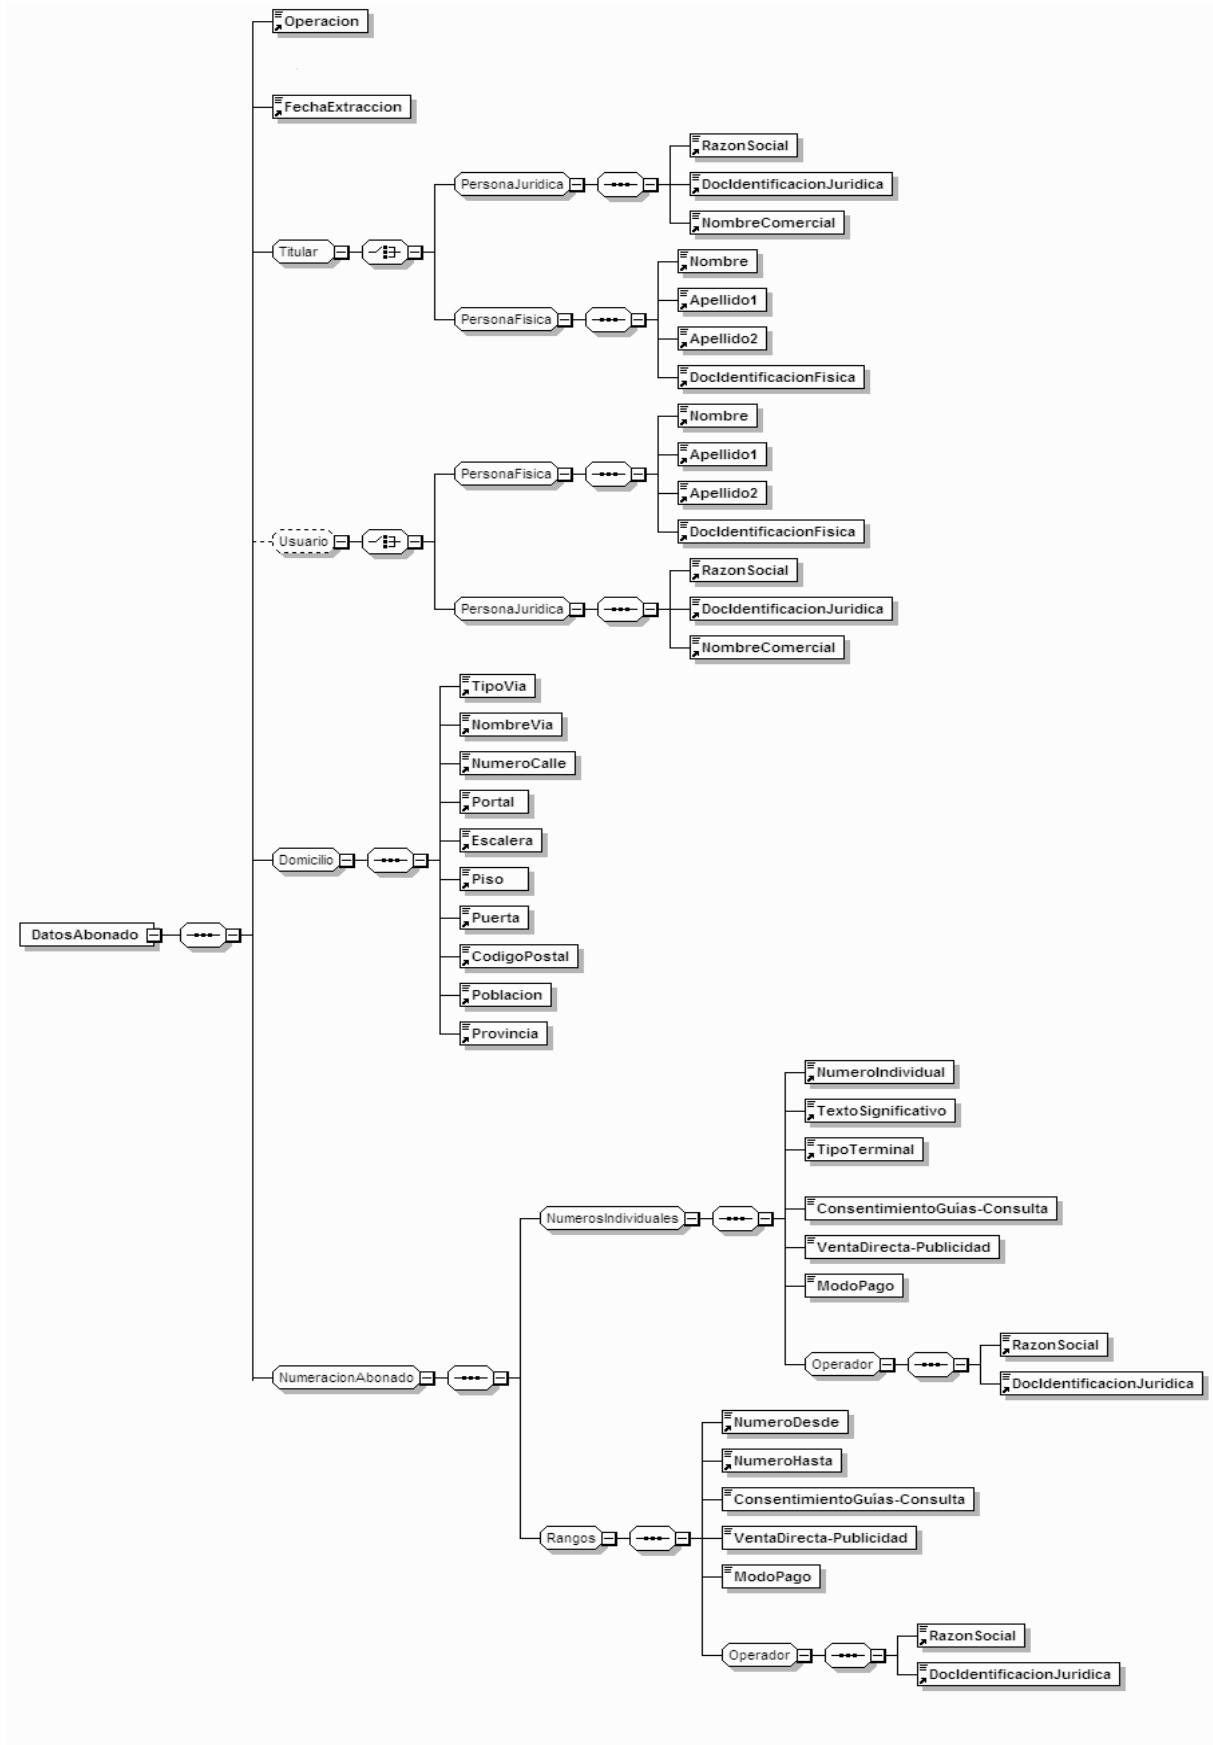 Operacion
FechaExtraccion
RazonSocial
PersonaJuridica
DocIdentificacionJuridica
NombreComercial
Titular
Nombre
Apellido1
PersonaFisica
Apellido2
DocIdentificacionFisica
Nombre
Apellido1
PersonaFisica
Apellido2
DocIdentificacionFisica
Usuario
RazonSocial
PersonaJuridica
DocIdentificacionJuridica
NombreComercial
TipoVia
NombreVia
NumeroCalle
Portal
Escalera
Domicilio
Piso
Puerta
DatosAbonado
CodigoPostal
Poblacion
Provincia
NumeroIndividual
TextoSignificativo
TipoTerminal
ConsentimientoGuías-Consulta
NumerosIndividuales
VentaDirecta-Publicidad
ModoPago
RazonSocial
Operador
DocIdentificacionJuridica
NumeracionAbonado
NumeroDesde
NumeroHasta
ConsentimientoGuías-Consulta
Rangos
VentaDirecta-Publicidad
ModoPago
RazonSocial
Operador
DocIdentificacionJuridica